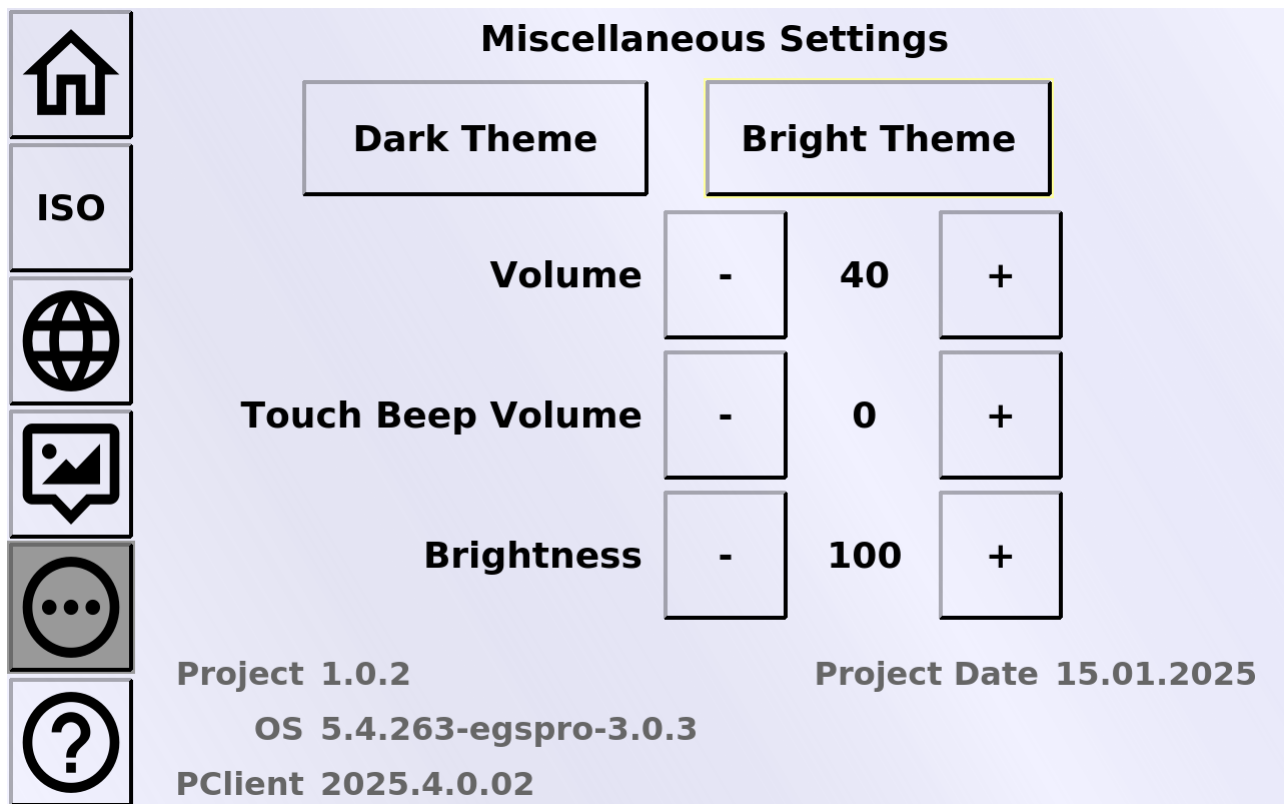 Miscellaneous Settings
Dark Theme Bright Theme
ISO
Volume - 40 +
Touch Beep Volume - 0 +
Brightness - 100 +
Project 1.0.2 Project Date 15.01.2025
OS 5.4.263-egspro-3.0.3
?
PClient 2025.4.0.02